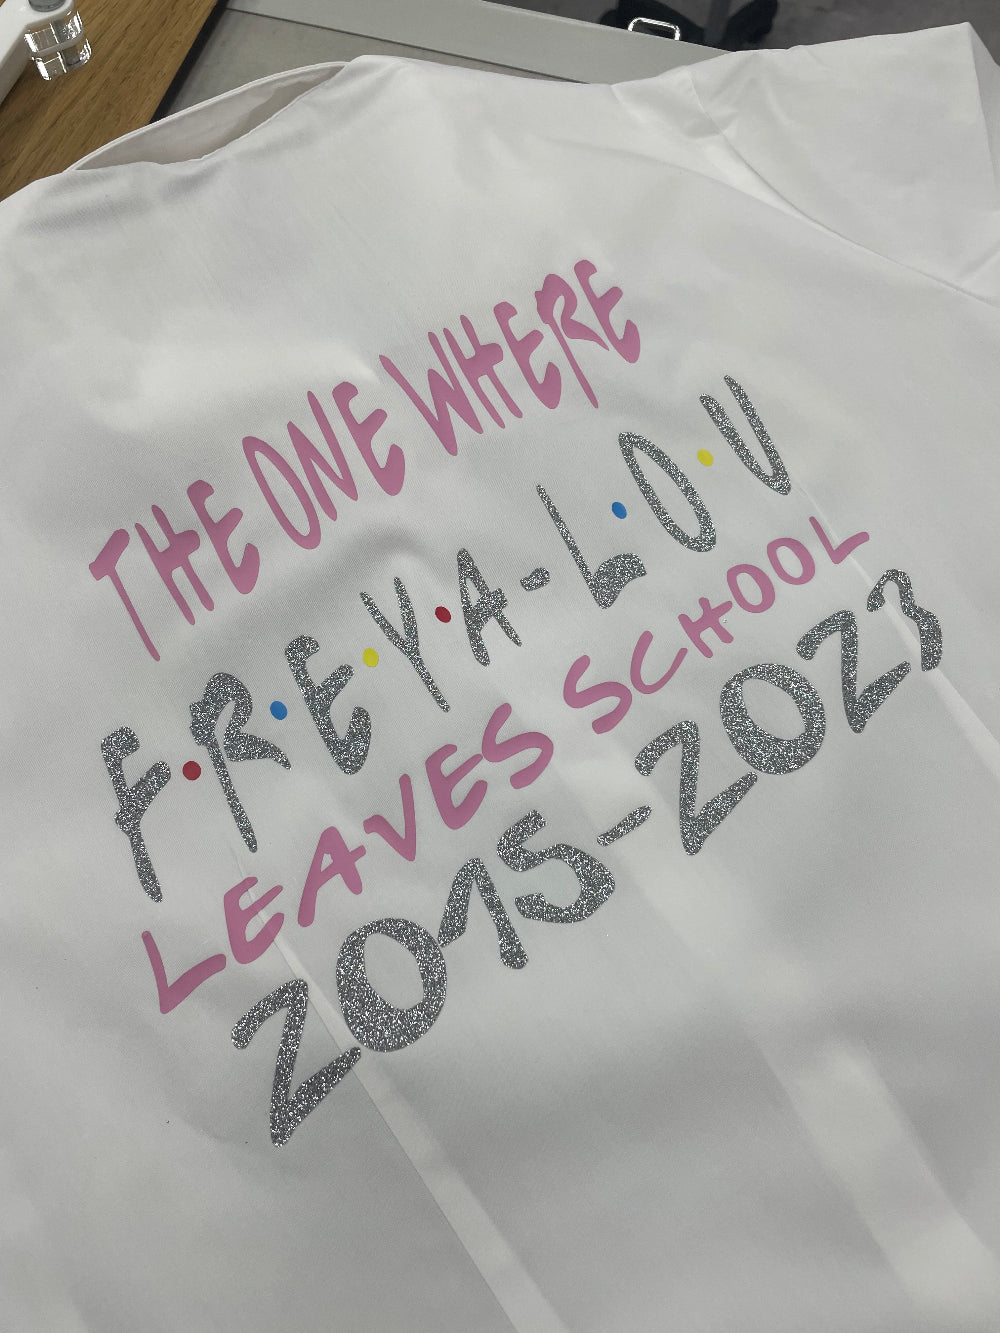 THE ONE WHERE
F•R•E•Y•A-L•O•U
LEAVES SCHOOL
2015-2023